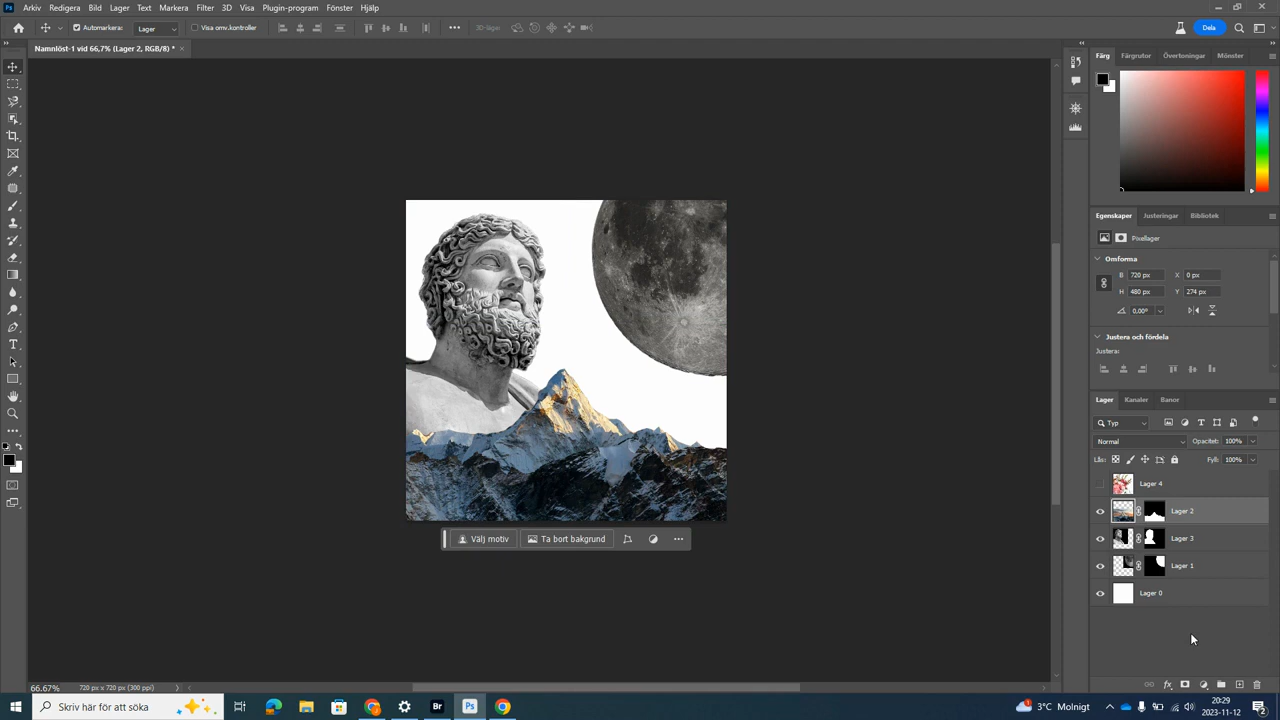 Ps Arkiv Redigera Bild Lager Text Markera Filter 3D Visa Plugin-program Fönster Hjälp
Automarkera: Lager Visa omv.kontroller 3D-läge: Dela
Namnlöst-1 vid 66,7% (Lager 2, RGB/8) *
Färg Färgrutor Övertoningar Mönster
Egenskaper Justeringar Bibliotek
Pixellager
Omforma
B 720 px X 0 px
H 480 px Y 274 px
0,00°
Justera och fördela
Justera:
Lager Kanaler Banor
Typ
Normal Opacitet: 100%
Lås: Fyll: 100%
Lager 4
Lager 2
Lager 3
Lager 1
Lager 0
Välj motiv Ta bort bakgrund
66.67% 720 px x 720 px (300 ppi)
Skriv här för att söka
Br Ps
3°C Molnigt
20:29
2023-11-12
2